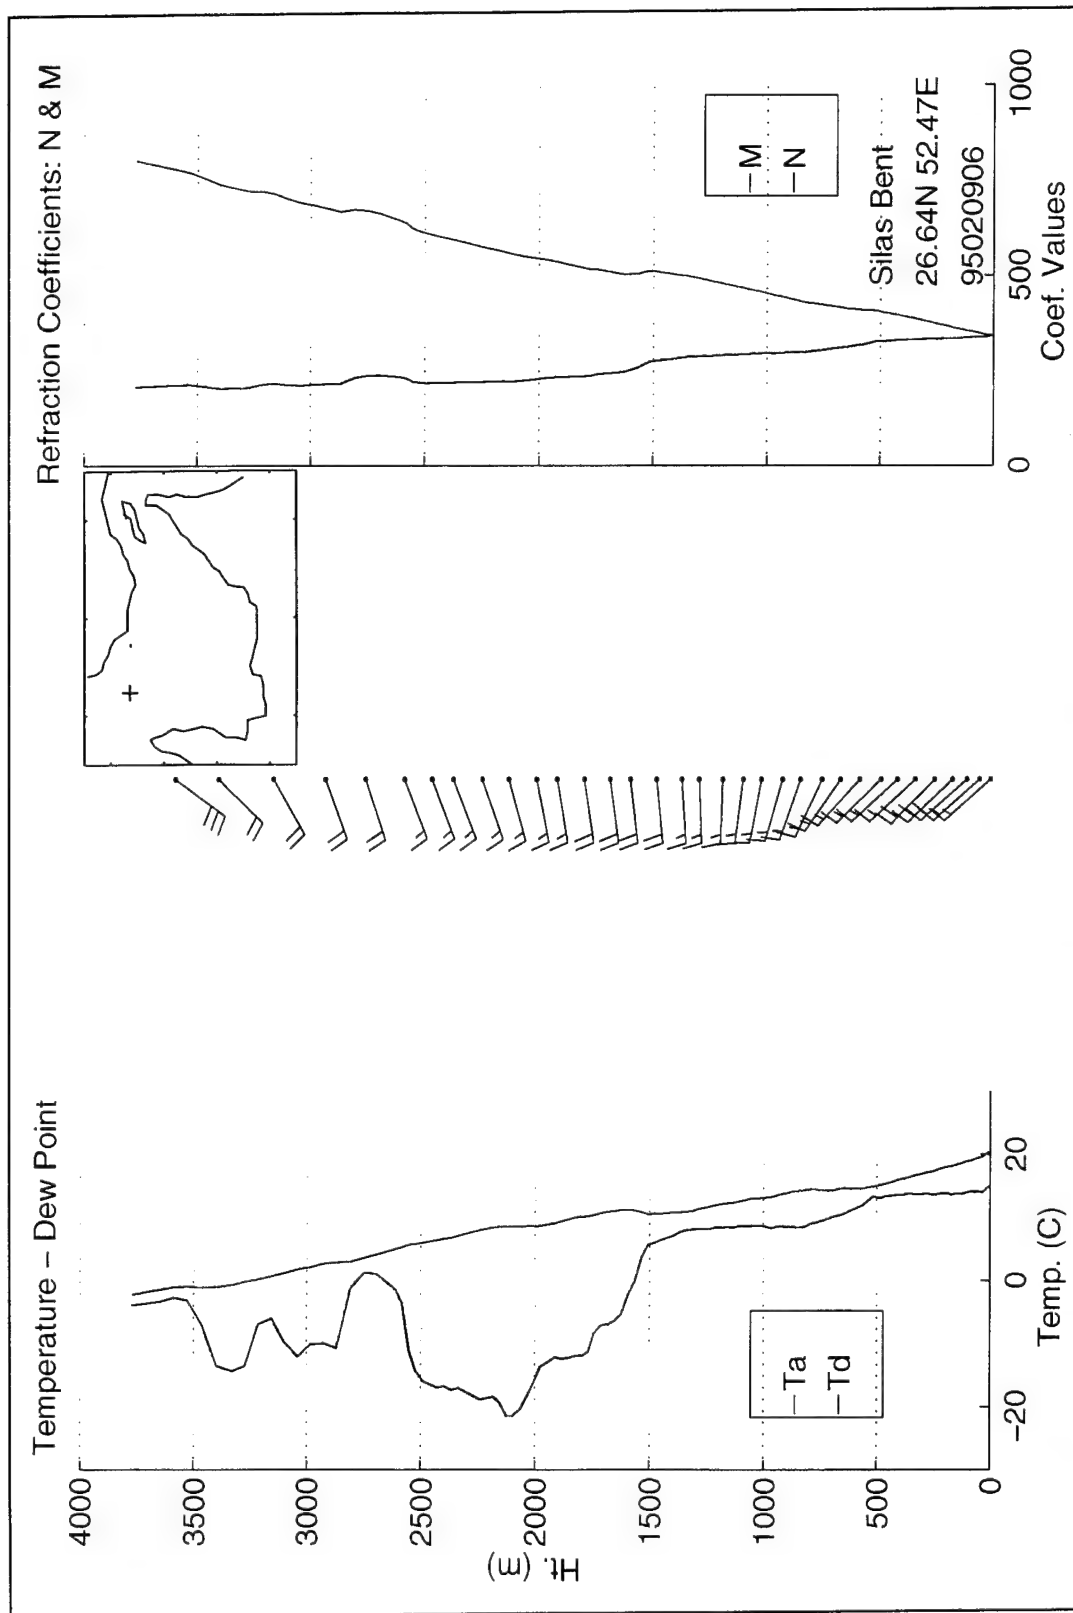 Temperature – Dew Point
Ht. (m)
4000
3500
3000
2500
2000
1500
1000
500
0
–20
0
20
Temp. (C)
Ta
Td
Refraction Coefficients: N & M
M
N
Silas Bent
26.64N 52.47E
95020906
0
500
1000
Coef. Values